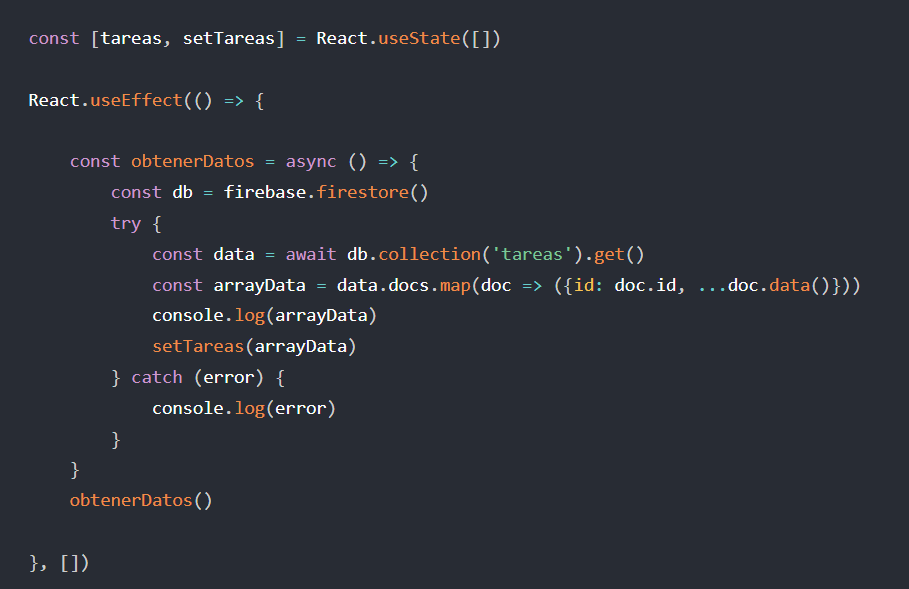 const [tareas, setTareas] = React.useState([])
React.useEffect(() => {
const obtenerDatos = async () => {
const db = firebase.firestore()
try {
const data = await db.collection('tareas').get()
const arrayData = data.docs.map(doc => ({id: doc.id, ...doc.data()}))
console.log(arrayData)
setTareas(arrayData)
} catch (error) {
console.log(error)
}
}
obtenerDatos()
}, [])